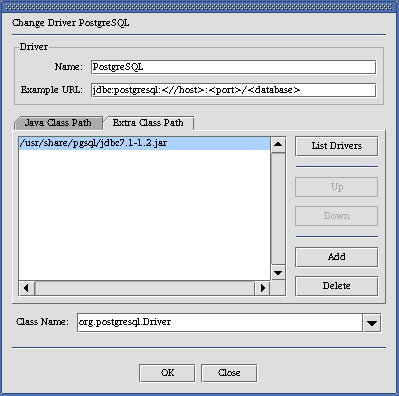 Change Driver PostgreSQL
Driver
Name: PostgreSQL
Example URL: jdbc:postgresql:<//host>:<port>/<database>
Java Class Path Extra Class Path
/usr/share/pgsql/jdbc7.1-1.2.jar
List Drivers
Up
Down
Add
Delete
Class Name: org.postgresql.Driver
OK Close